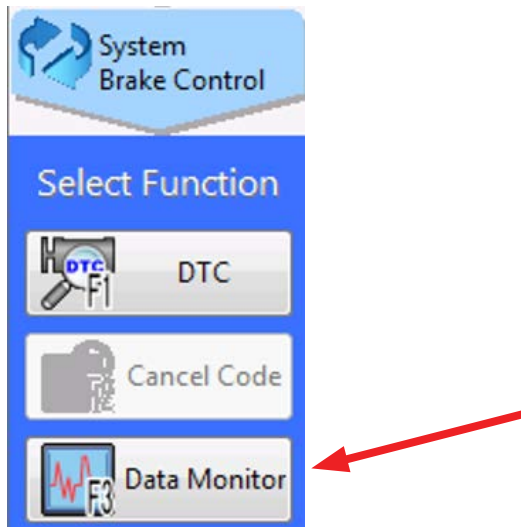 System
Brake Control
Select Function
DTC
F1
DTC
Cancel Code
F3
Data Monitor